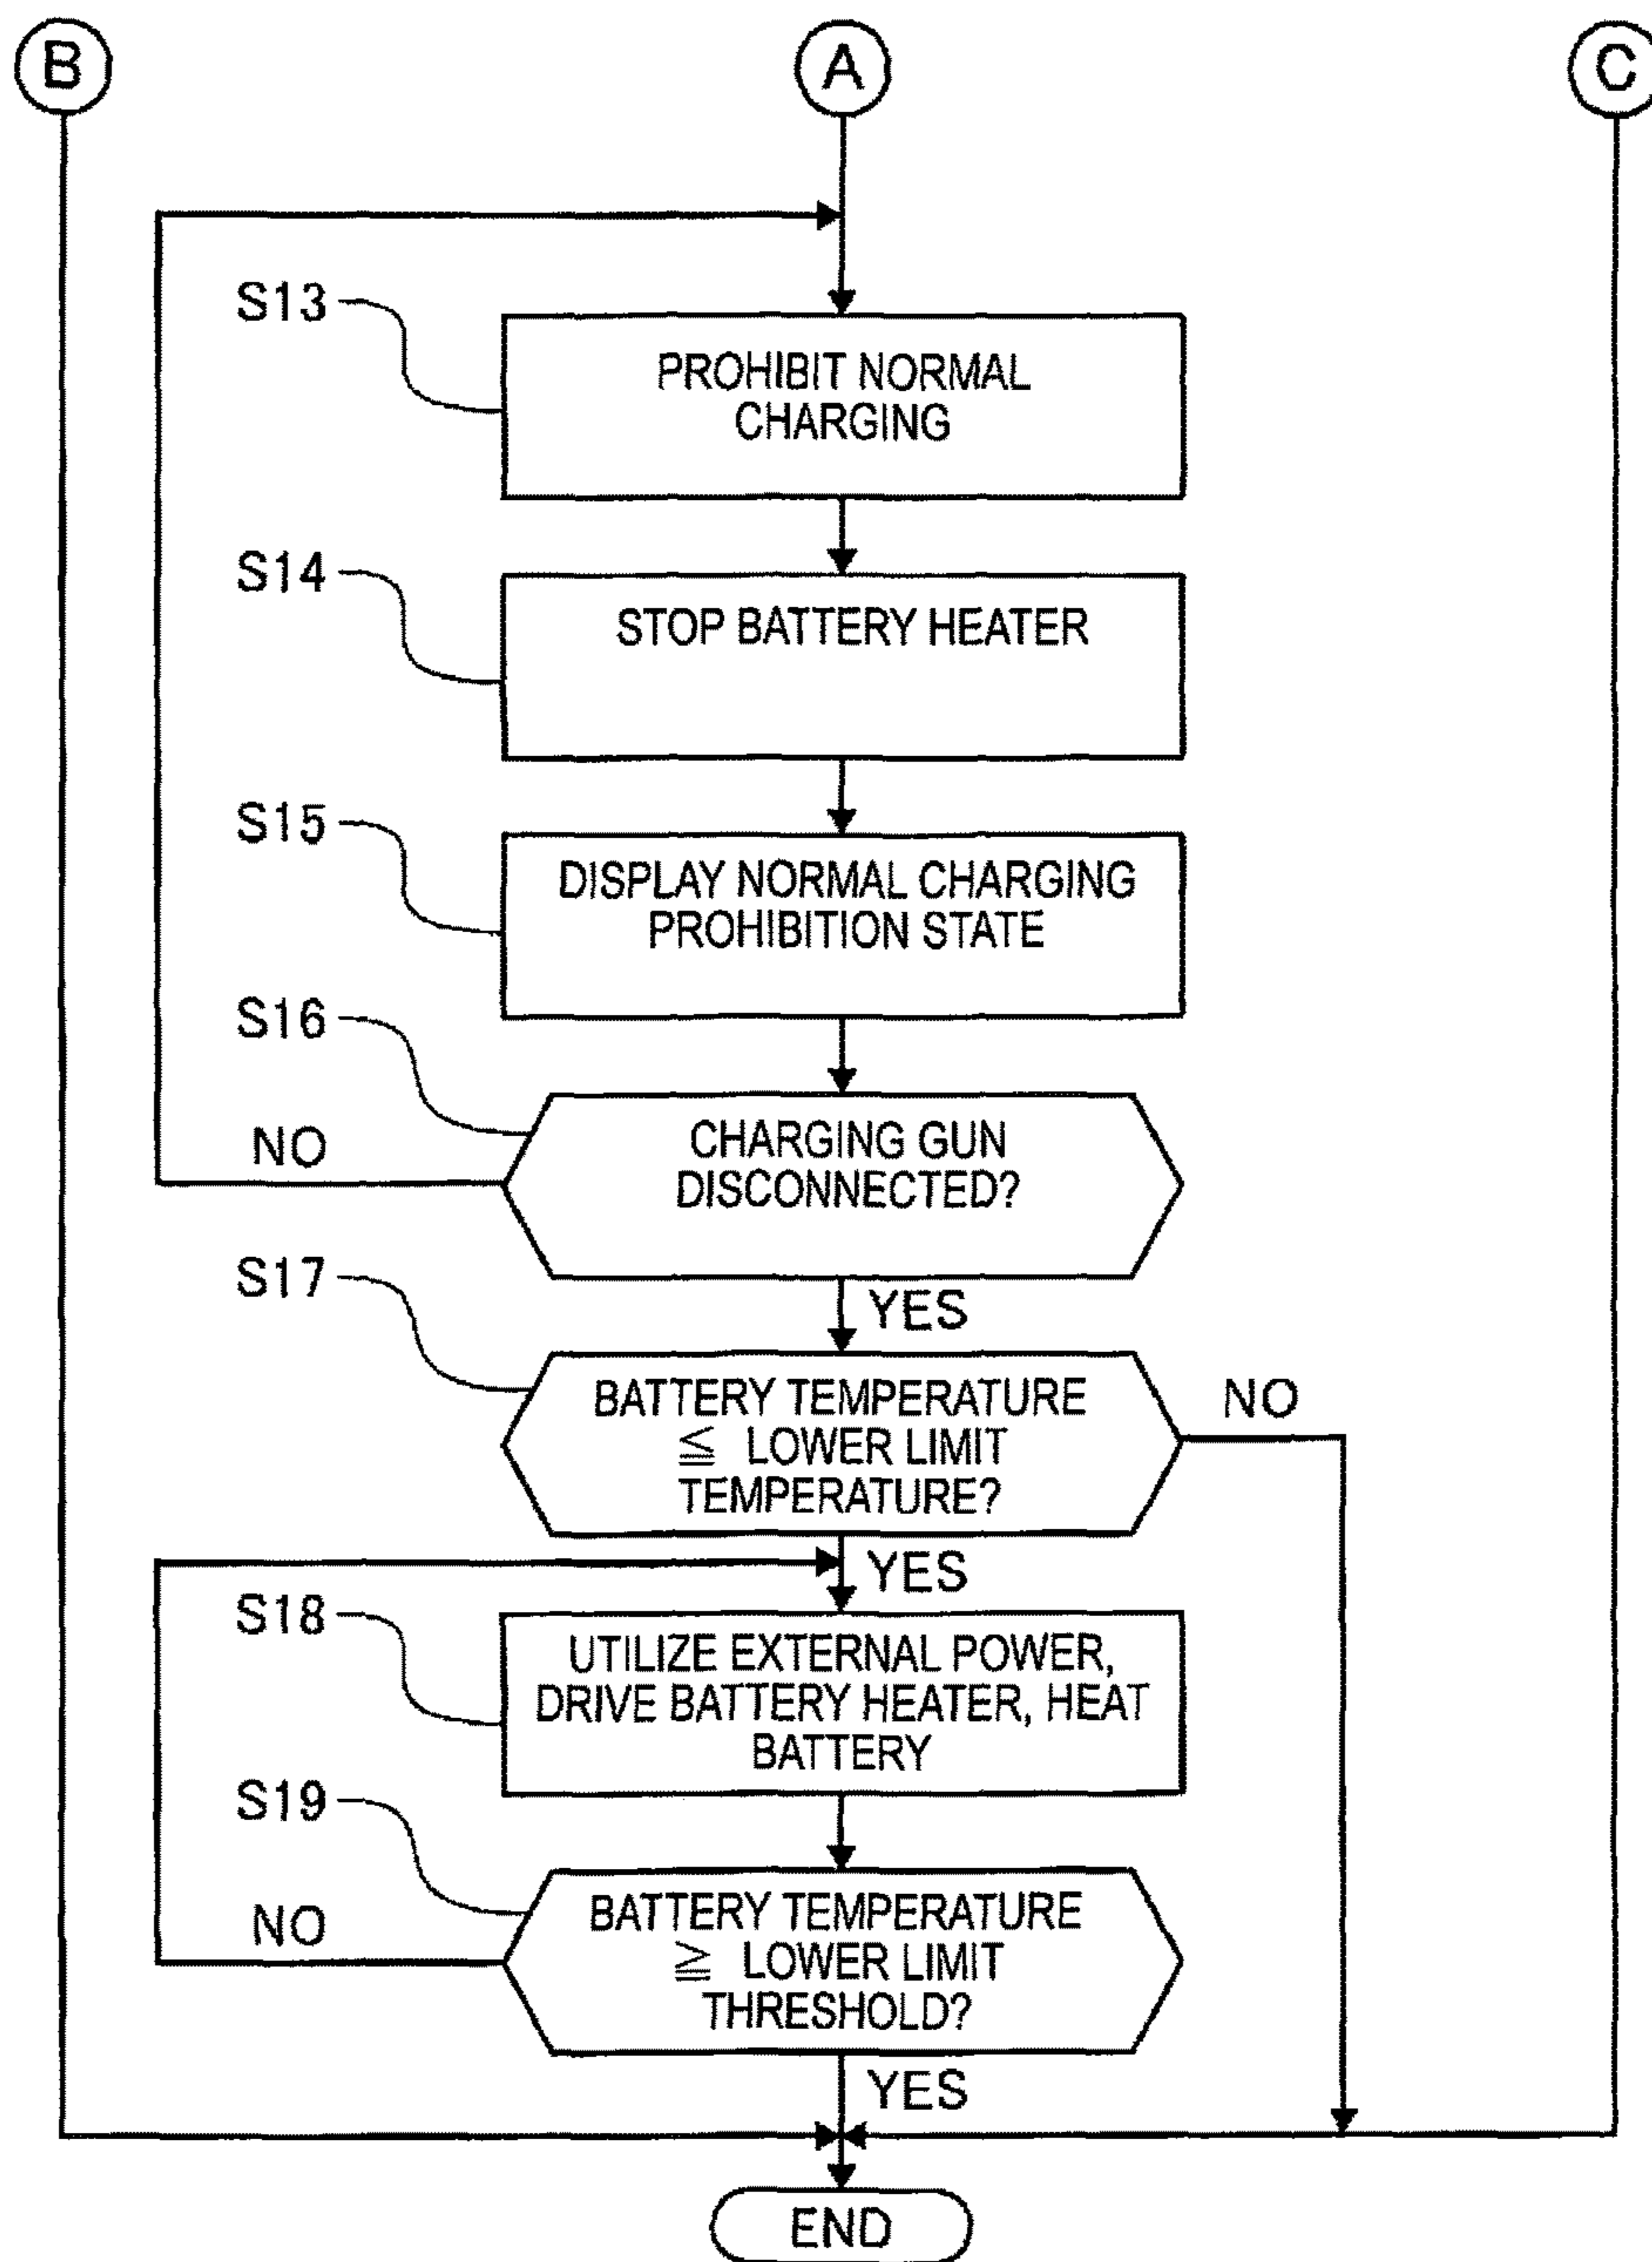 B
A
C
S13
PROHIBIT NORMAL
CHARGING
S14
STOP BATTERY HEATER
S15
DISPLAY NORMAL CHARGING
PROHIBITION STATE
S16
CHARGING GUN
DISCONNECTED?
NO
YES
S17
BATTERY TEMPERATURE
≦ LOWER LIMIT
TEMPERATURE?
NO
YES
S18
UTILIZE EXTERNAL POWER,
DRIVE BATTERY HEATER, HEAT
BATTERY
S19
BATTERY TEMPERATURE
≧ LOWER LIMIT
THRESHOLD?
NO
YES
END